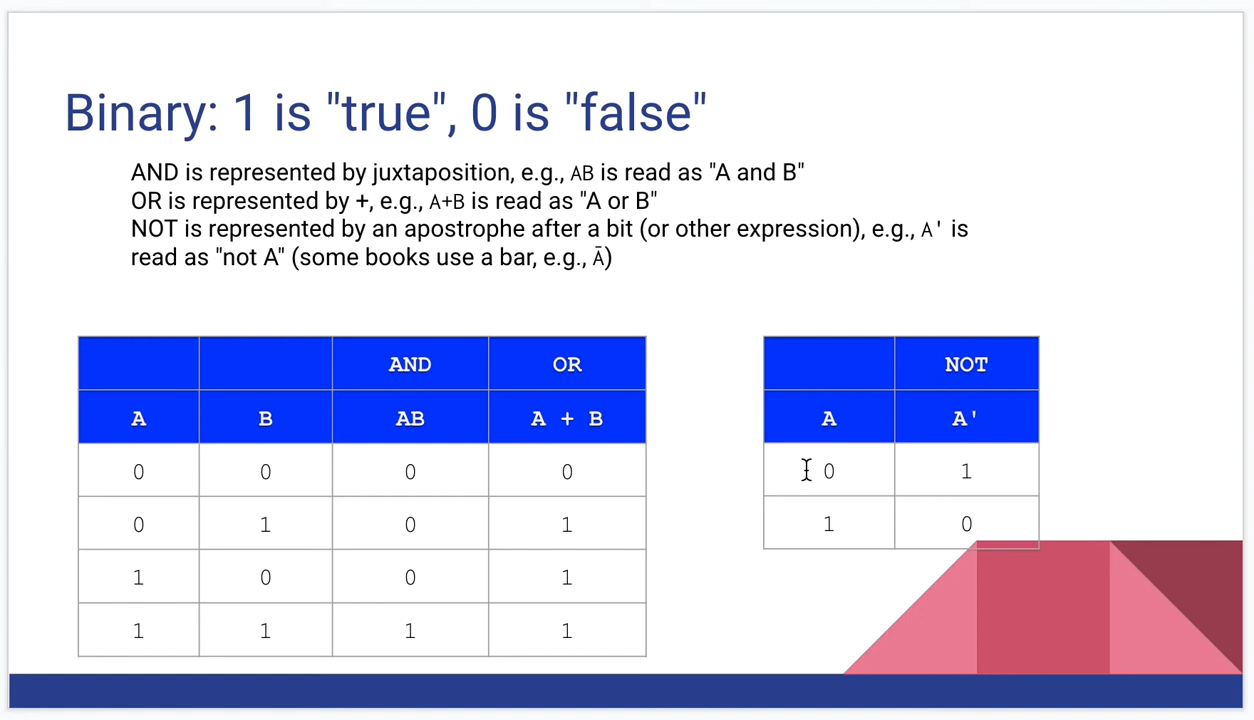 Binary: 1 is "true", 0 is "false"
AND is represented by juxtaposition, e.g., AB is read as "A and B"
OR is represented by +, e.g., A+B is read as "A or B"
NOT is represented by an apostrophe after a bit (or other expression), e.g., A' is
read as "not A" (some books use a bar, e.g., Ā)
AND OR
A B AB A + B
0 0 0 0
0 1 0 1
1 0 0 1
1 1 1 1
NOT
A A'
0 1
1 0